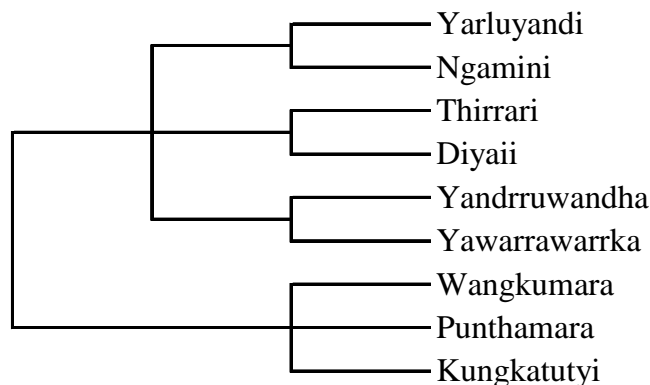 Yarluyandi
Ngamini
Thirrari
Diyaii
Yandrruwandha
Yawarrawarrka
Wangkumara
Punthamara
Kungkatutyi